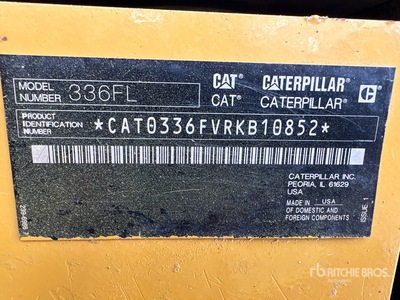 MODEL NUMBER 336FL
CAT® CATERPILLAR®
CAT® CATERPILLAR
PRODUCT IDENTIFICATION NUMBER *CAT0336FVRKB10852*
CATERPILLAR INC.
PEORIA, IL 61629
USA
MADE IN USA
OF DOMESTIC AND
FOREIGN COMPONENTS
ISSUE 1
rb RITCHIE BROS.